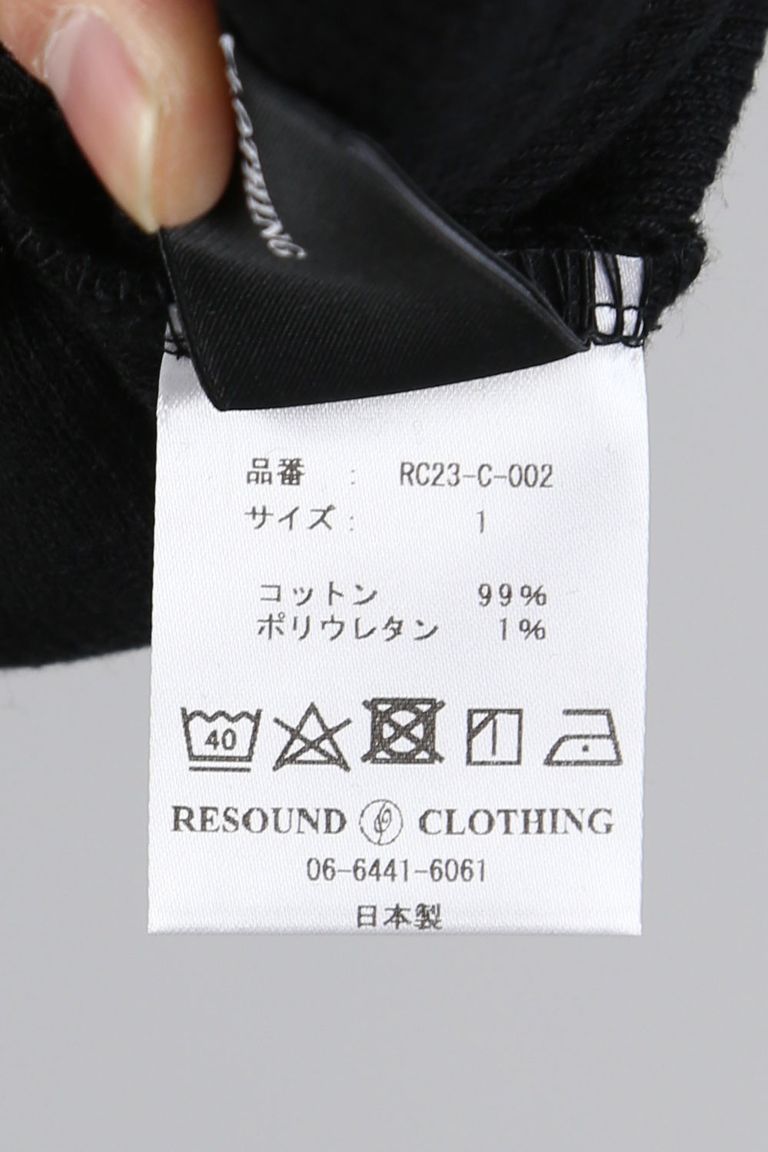 品番 : RC23-C-002
サイズ : 1
コットン 99%
ポリウレタン 1%
40
RESOUND CLOTHING
06-6441-6061
日本製